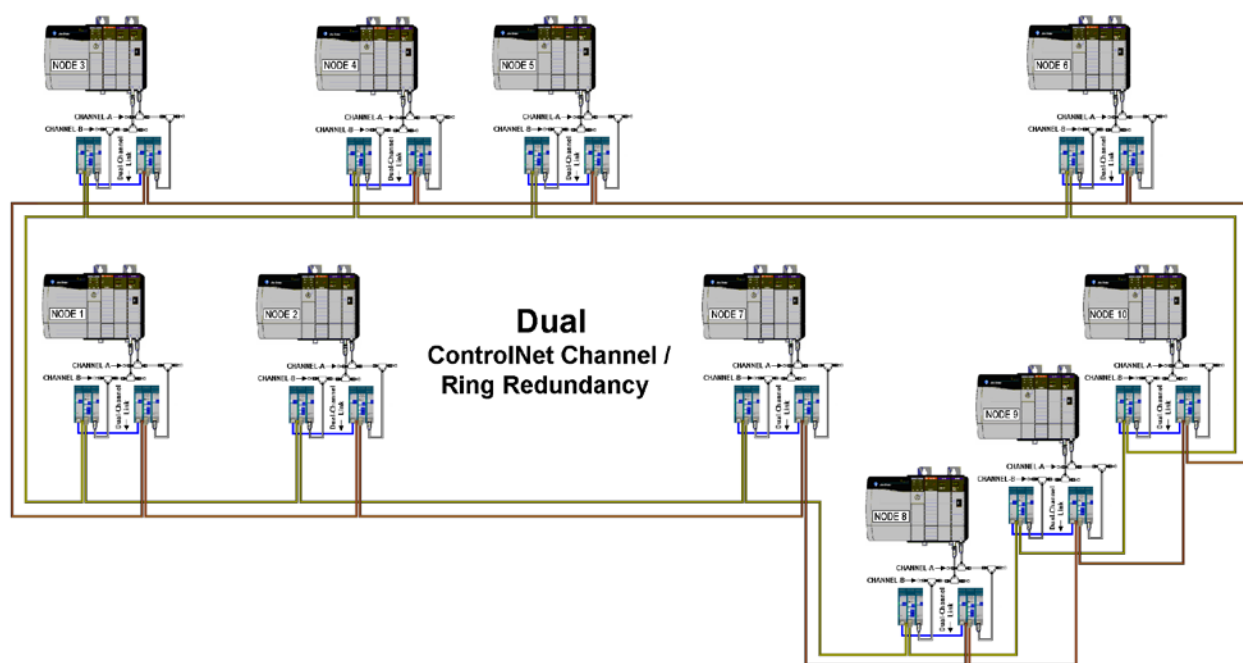 NODE 3
NODE 4
NODE 5
NODE 6
CHANNEL-A
CHANNEL-B
Dual-Channel
Link
CHANNEL-A
CHANNEL-B
Dual-Channel
Link
CHANNEL-A
CHANNEL-B
Dual-Channel
Link
CHANNEL-A
CHANNEL-B
Dual-Channel
Link
NODE 1
NODE 2
NODE 7
NODE 10
Dual
ControlNet Channel /
Ring Redundancy
CHANNEL A
CHANNEL-B
Dual-Channel
Link
CHANNEL-A
CHANNEL-B
Dual-Channel
Link
CHANNEL-A
CHANNEL-B
Dual-Channel
Link
CHANNEL-A
CHANNEL-B
Dual-Channel
Link
NODE 9
CHANNEL-A
CHANNEL-B
Dual-Channel
Link
NODE 8
CHANNEL-A
CHANNEL B
Dual-Channel
Link